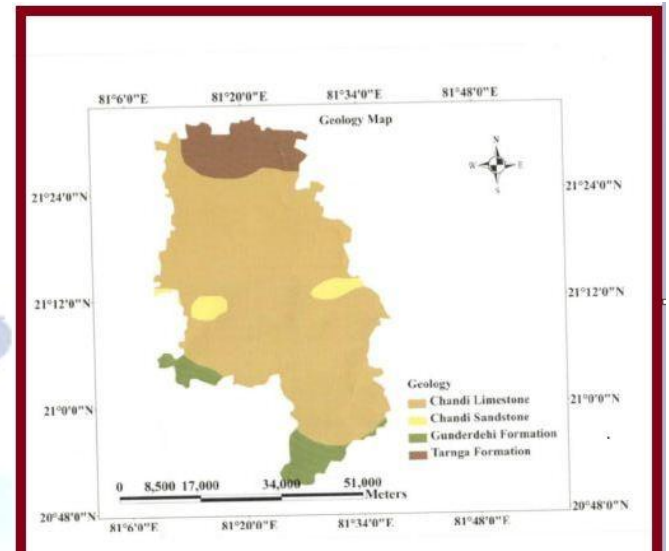 81°6'0"E 81°20'0"E 81°34'0"E 81°48'0"E
Geology Map
N
W E
S
21°24'0"N 21°24'0"N
21°12'0"N 21°12'0"N
21°0'0"N 21°0'0"N
Geology
Chandi Limestone
Chandi Sandstone
Gunderdehi Formation
Tarnga Formation
0 8,500 17,000 34,000 51,000
Meters
20°48'0"N 20°48'0"N
81°6'0"E 81°20'0"E 81°34'0"E 81°48'0"E